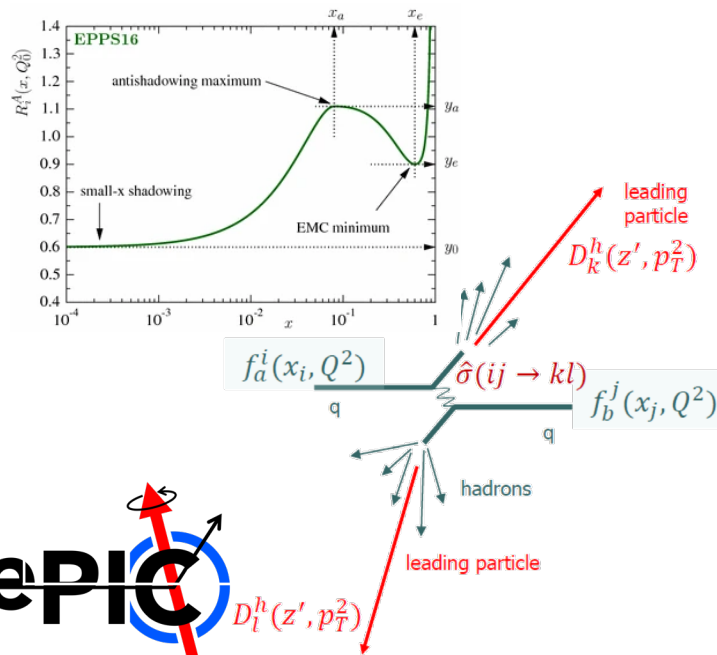 x_a x_e
EPPS16
R_i^A(x, Q_0^2)
1.4
1.3
1.2
1.1
1.0
0.9
0.8
0.7
0.6
0.5
0.4
antishadowing maximum
small-x shadowing
EMC minimum
y_a
y_e
y_0
10^-4 10^-3 10^-2 10^-1 1
x
leading
particle
D_k^h(z', p_T^2)
f_a^i(x_i, Q^2)
σ̂(ij → kl)
f_b^j(x_j, Q^2)
q
q
hadrons
leading particle
D_l^h(z', p_T^2)
ePIC